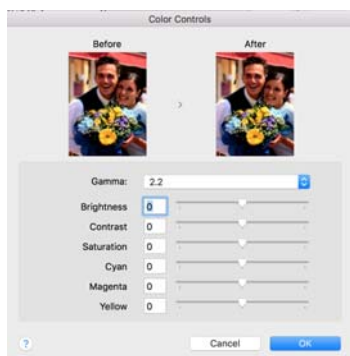 Color Controls
Before After
>
Gamma: 2.2
Brightness 0
Contrast 0
Saturation 0
Cyan 0
Magenta 0
Yellow 0
? Cancel OK